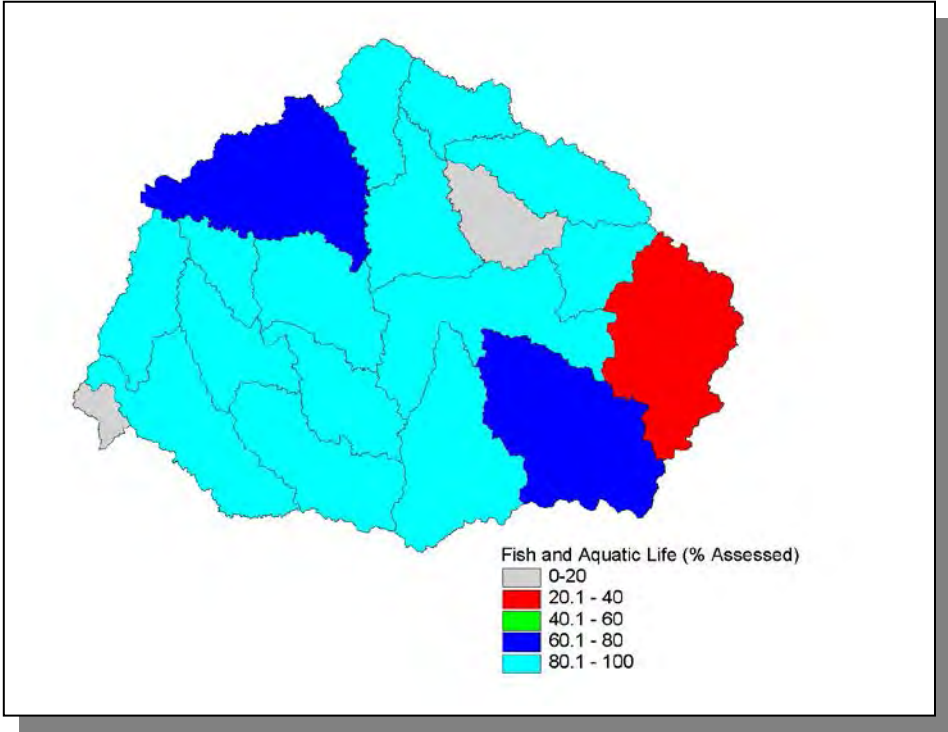 Fish and Aquatic Life (% Assessed)
0-20
20.1 - 40
40.1 - 60
60.1 - 80
80.1 - 100